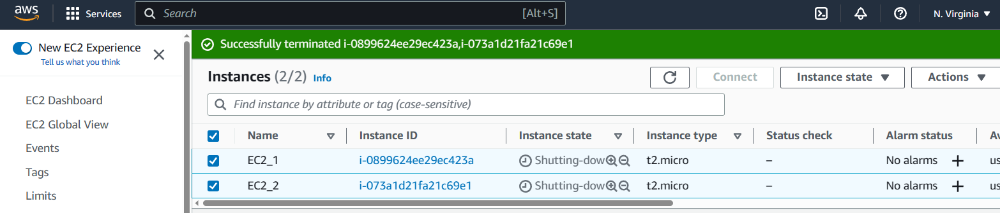 aws Services Search [Alt+S] N. Virginia
New EC2 Experience
Tell us what you think
EC2 Dashboard
EC2 Global View
Events
Tags
Limits
Successfully terminated i-0899624ee29ec423a,i-073a1d21fa21c69e1
Instances (2/2) Info Connect Instance state Actions
Find instance by attribute or tag (case-sensitive)
Name Instance ID Instance state Instance type Status check Alarm status Av
EC2_1 i-0899624ee29ec423a Shutting-dow t2.micro – No alarms + us
EC2_2 i-073a1d21fa21c69e1 Shutting-dow t2.micro – No alarms + us